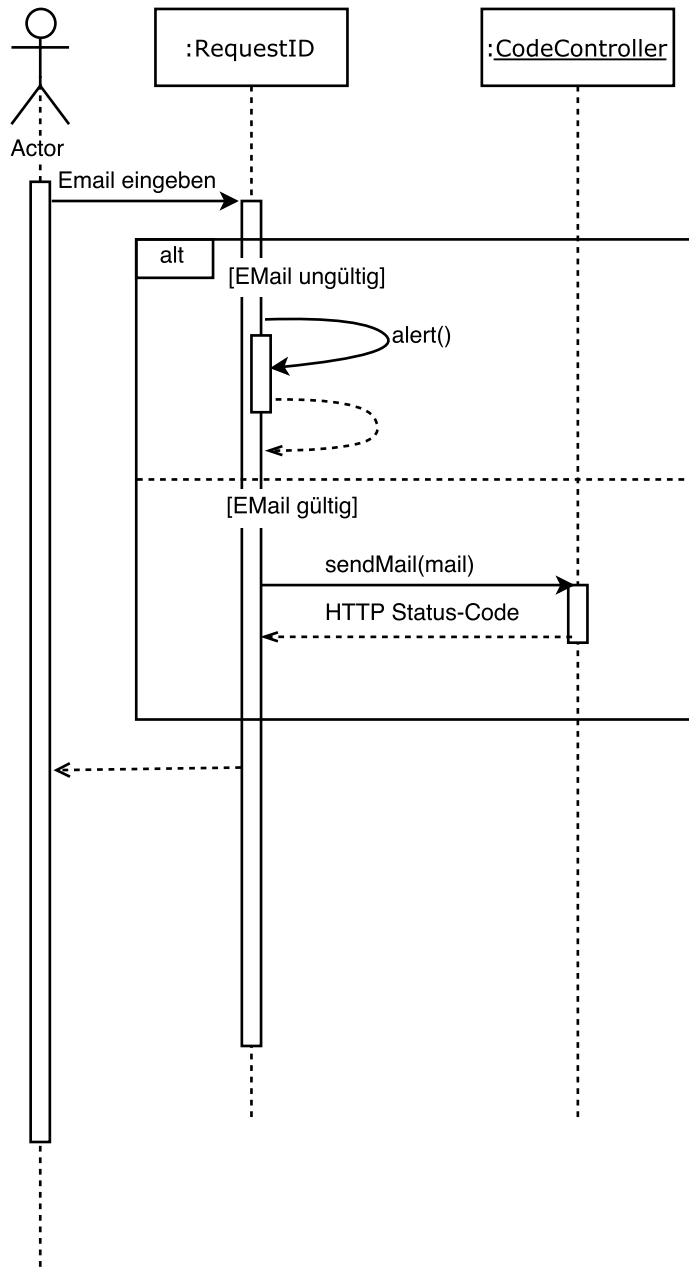 :RequestID
:CodeController
Actor
Email eingeben
alt
[EMail ungültig]
alert()
[EMail gültig]
sendMail(mail)
HTTP Status-Code